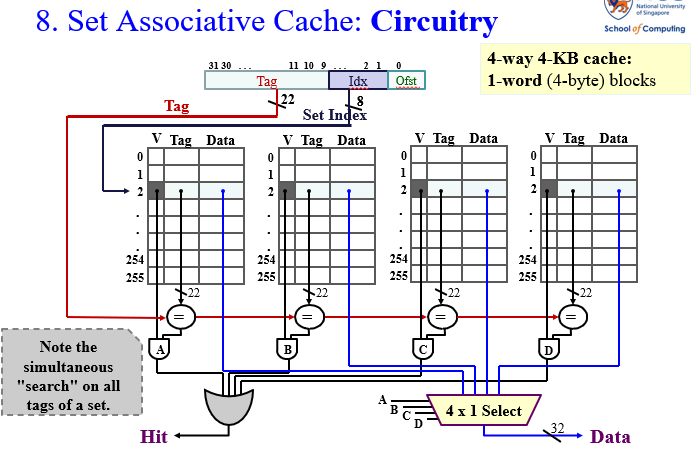 8. Set Associative Cache: Circuitry
National University
of Singapore
School of Computing
4-way 4-KB cache:
1-word (4-byte) blocks
31 30 ... 11 10 9 ... 2 1 0
Tag Idx Ofst
22 8
Tag
Set Index
V Tag Data V Tag Data V Tag Data V Tag Data
0 0 0 0
1 1 1 1
2 2 2 2
. . . .
. . . .
. . . .
254 254 254 254
255 255 255 255
22 22 22 22
= = = =
A B C D
Note the
simultaneous
"search" on all
tags of a set.
A
B
C
D
4 x 1 Select
Hit
32
Data